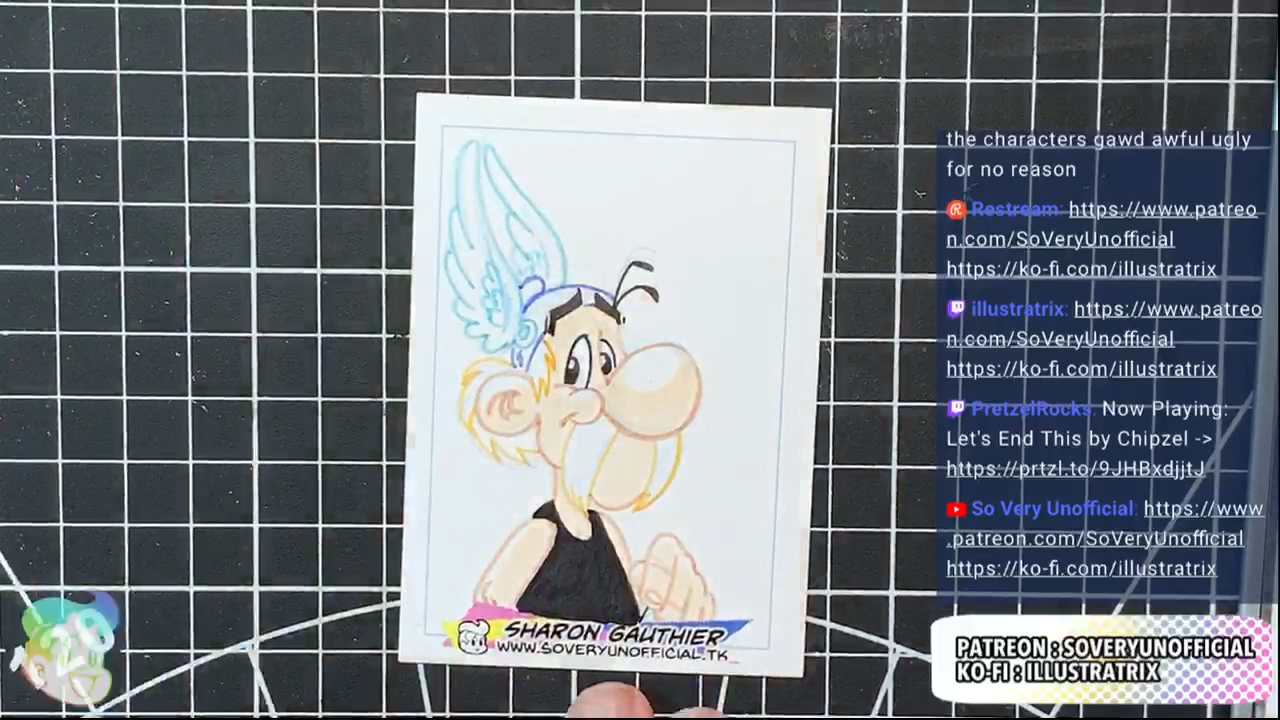 the characters gawd awful ugly
for no reason
Restream: https://www.patreo
n.com/SoVeryUnofficial
https://ko-fi.com/illustratrix
illustratrix: https://www.patreo
n.com/SoVeryUnofficial
https://ko-fi.com/illustratrix
PretzelRocks: Now Playing:
Let's End This by Chipzel ->
https://prtzl.to/9JHBxdjjtJ
So Very Unofficial: https://www
.patreon.com/SoVeryUnofficial
https://ko-fi.com/illustratrix
SHARON GAUTHIER
WWW.SOVERYUNOFFICIAL.TK
PATREON : SOVERYUNOFFICIAL
KO-FI : ILLUSTRATRIX